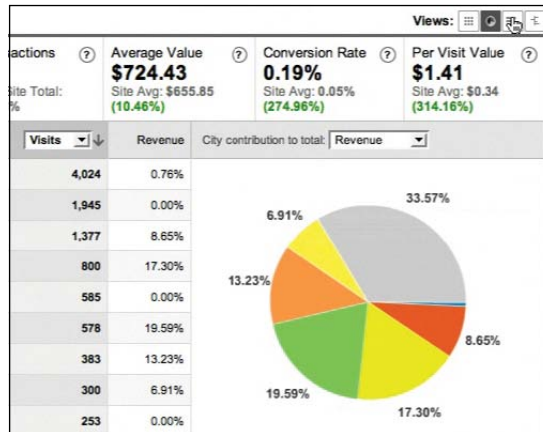 Views:
actions ? Average Value ? Conversion Rate ? Per Visit Value ?
$724.43 0.19% $1.41
Site Total: Site Avg: $655.85 Site Avg: 0.05% Site Avg: $0.34
% (10.46%) (274.96%) (314.16%)
Visits Revenue City contribution to total: Revenue
4,024 0.76%
1,945 0.00%
1,377 8.65%
800 17.30%
585 0.00%
578 19.59%
383 13.23%
300 6.91%
253 0.00%
33.57%
6.91%
13.23%
8.65%
19.59%
17.30%